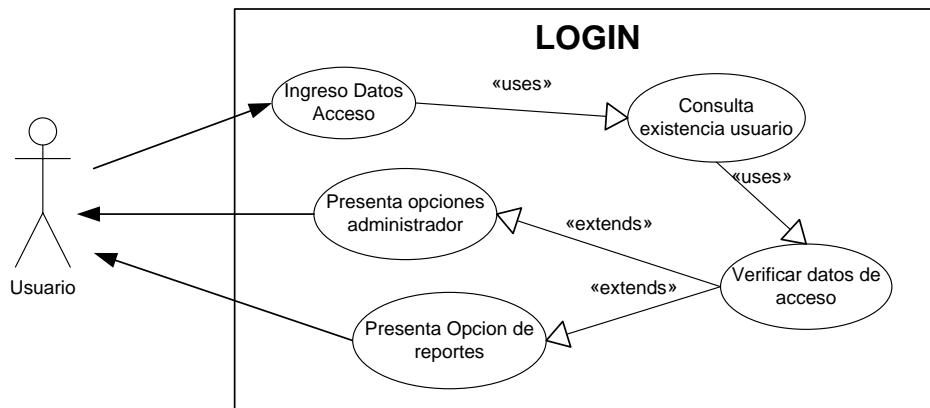 LOGIN
Ingreso Datos
Acceso
«uses»
Consulta
existencia usuario
«uses»
Presenta opciones
administrador
«extends»
Verificar datos de
acceso
«extends»
Presenta Opcion de
reportes
Usuario